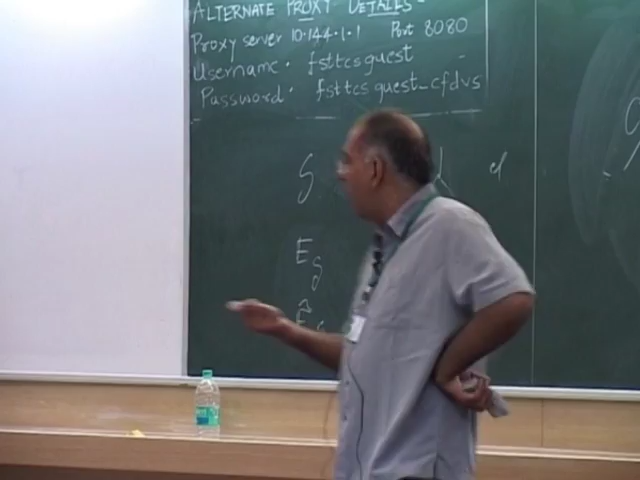 ALTERNATE PROXY DETAILS -
Proxy server 10.144.1.1 Port 8080
Username. fsttcsguest -
Password. fsttcsguest_cfdvs
S d
E S
Ê